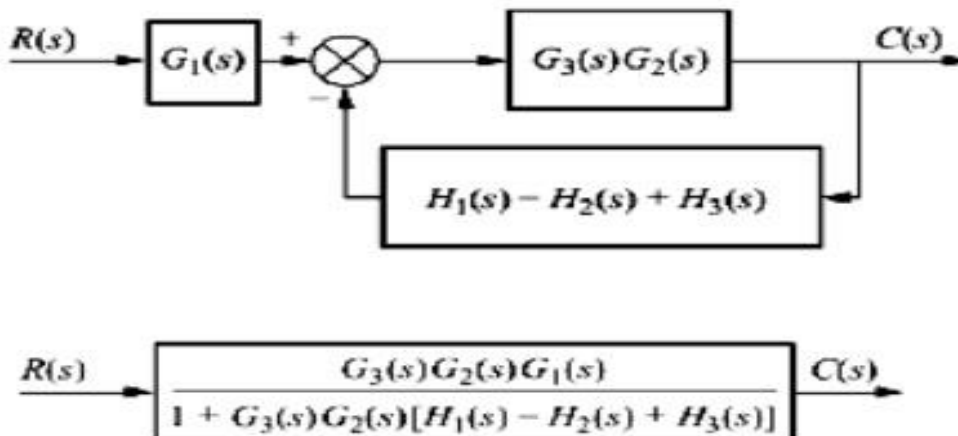 R(s)
G₁(s)
+
−
G₃(s)G₂(s)
C(s)
H₁(s) − H₂(s) + H₃(s)
R(s)
G₃(s)G₂(s)G₁(s)
1 + G₃(s)G₂(s)[H₁(s) − H₂(s) + H₃(s)]
C(s)